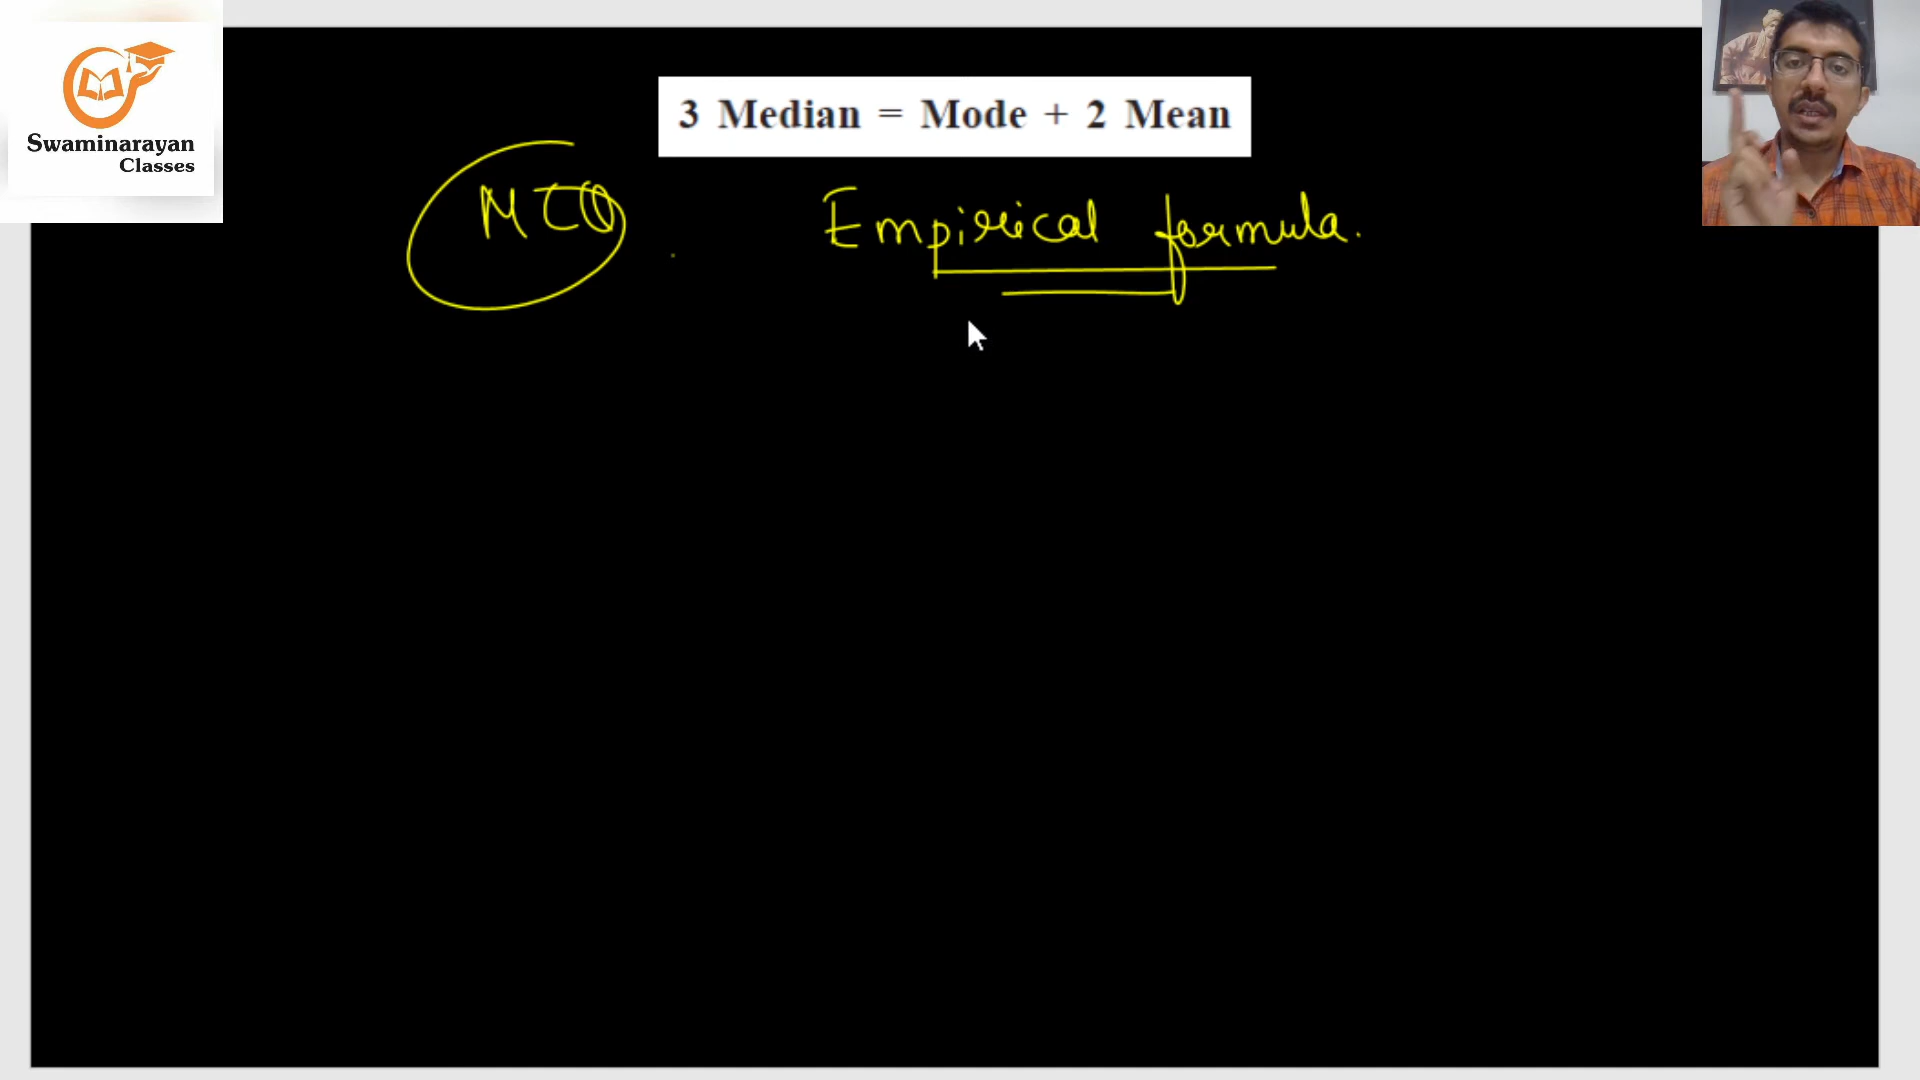 Swaminarayan
Classes
3 Median = Mode + 2 Mean
MCQ
Empirical formula.